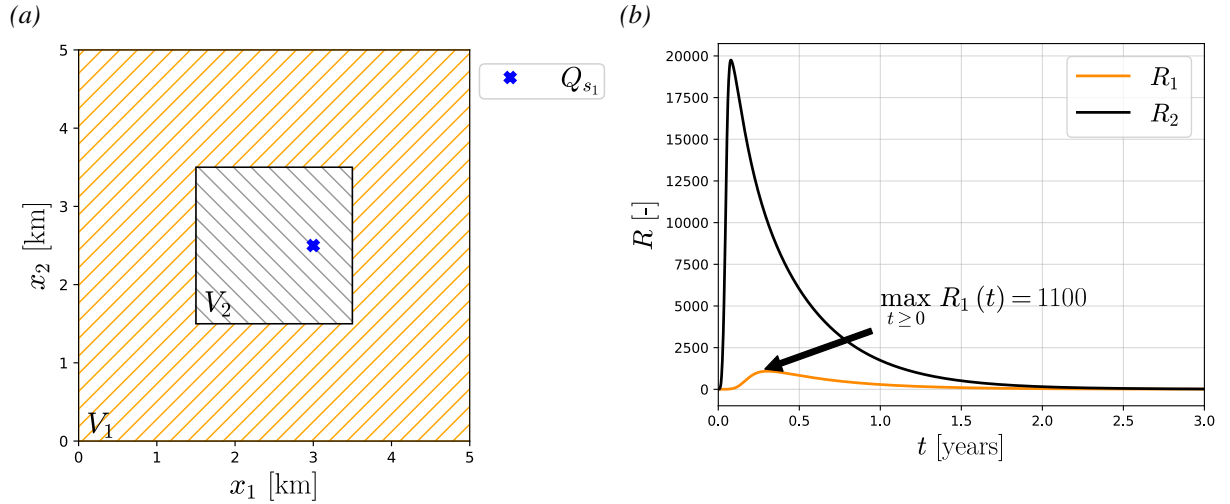 (a)
5
4
3
2
1
0
x₂ [km]
V₂
V₁
0 1 2 3 4 5
x₁ [km]
Qₛ₁
(b)
20000
17500
15000
12500
10000
7500
5000
2500
0
R [-]
R₁
R₂
max R₁ (t) = 1100
t ≥ 0
0.0 0.5 1.0 1.5 2.0 2.5 3.0
t [years]